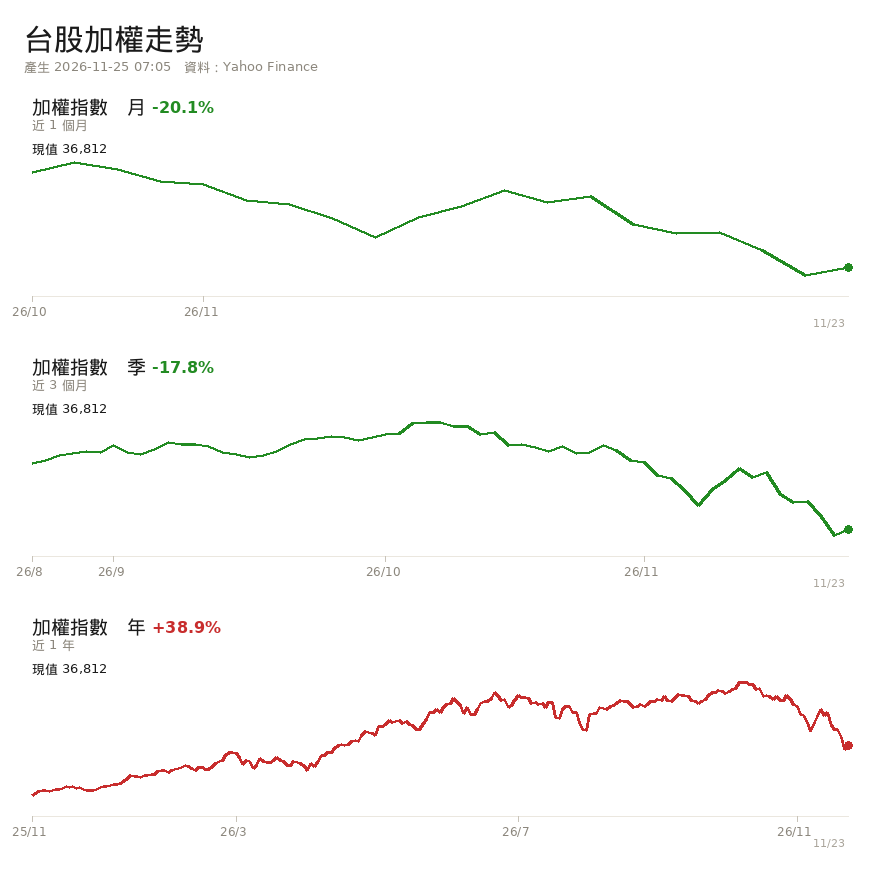 台股加權走勢
產生 2026-11-25 07:05 資料：Yahoo Finance
加權指數 月 -20.1%
近 1 個月
現值 36,812
26/10 26/11
11/23
加權指數 季 -17.8%
近 3 個月
現值 36,812
26/8 26/9 26/10 26/11
11/23
加權指數 年 +38.9%
近 1 年
現值 36,812
25/11 26/3 26/7 26/11
11/23